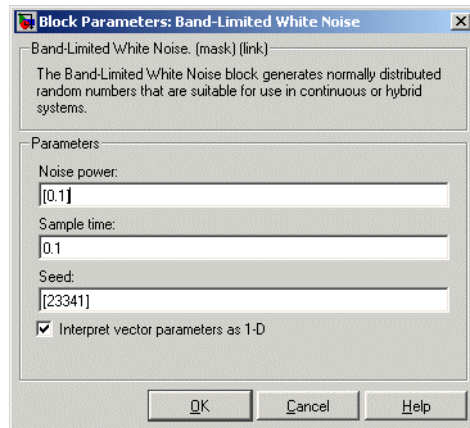 Block Parameters: Band-Limited White Noise
Band-Limited White Noise. (mask) (link)
The Band-Limited White Noise block generates normally distributed
random numbers that are suitable for use in continuous or hybrid
systems.
Parameters
Noise power:
[0.1]
Sample time:
0.1
Seed:
[23341]
Interpret vector parameters as 1-D
OK Cancel Help